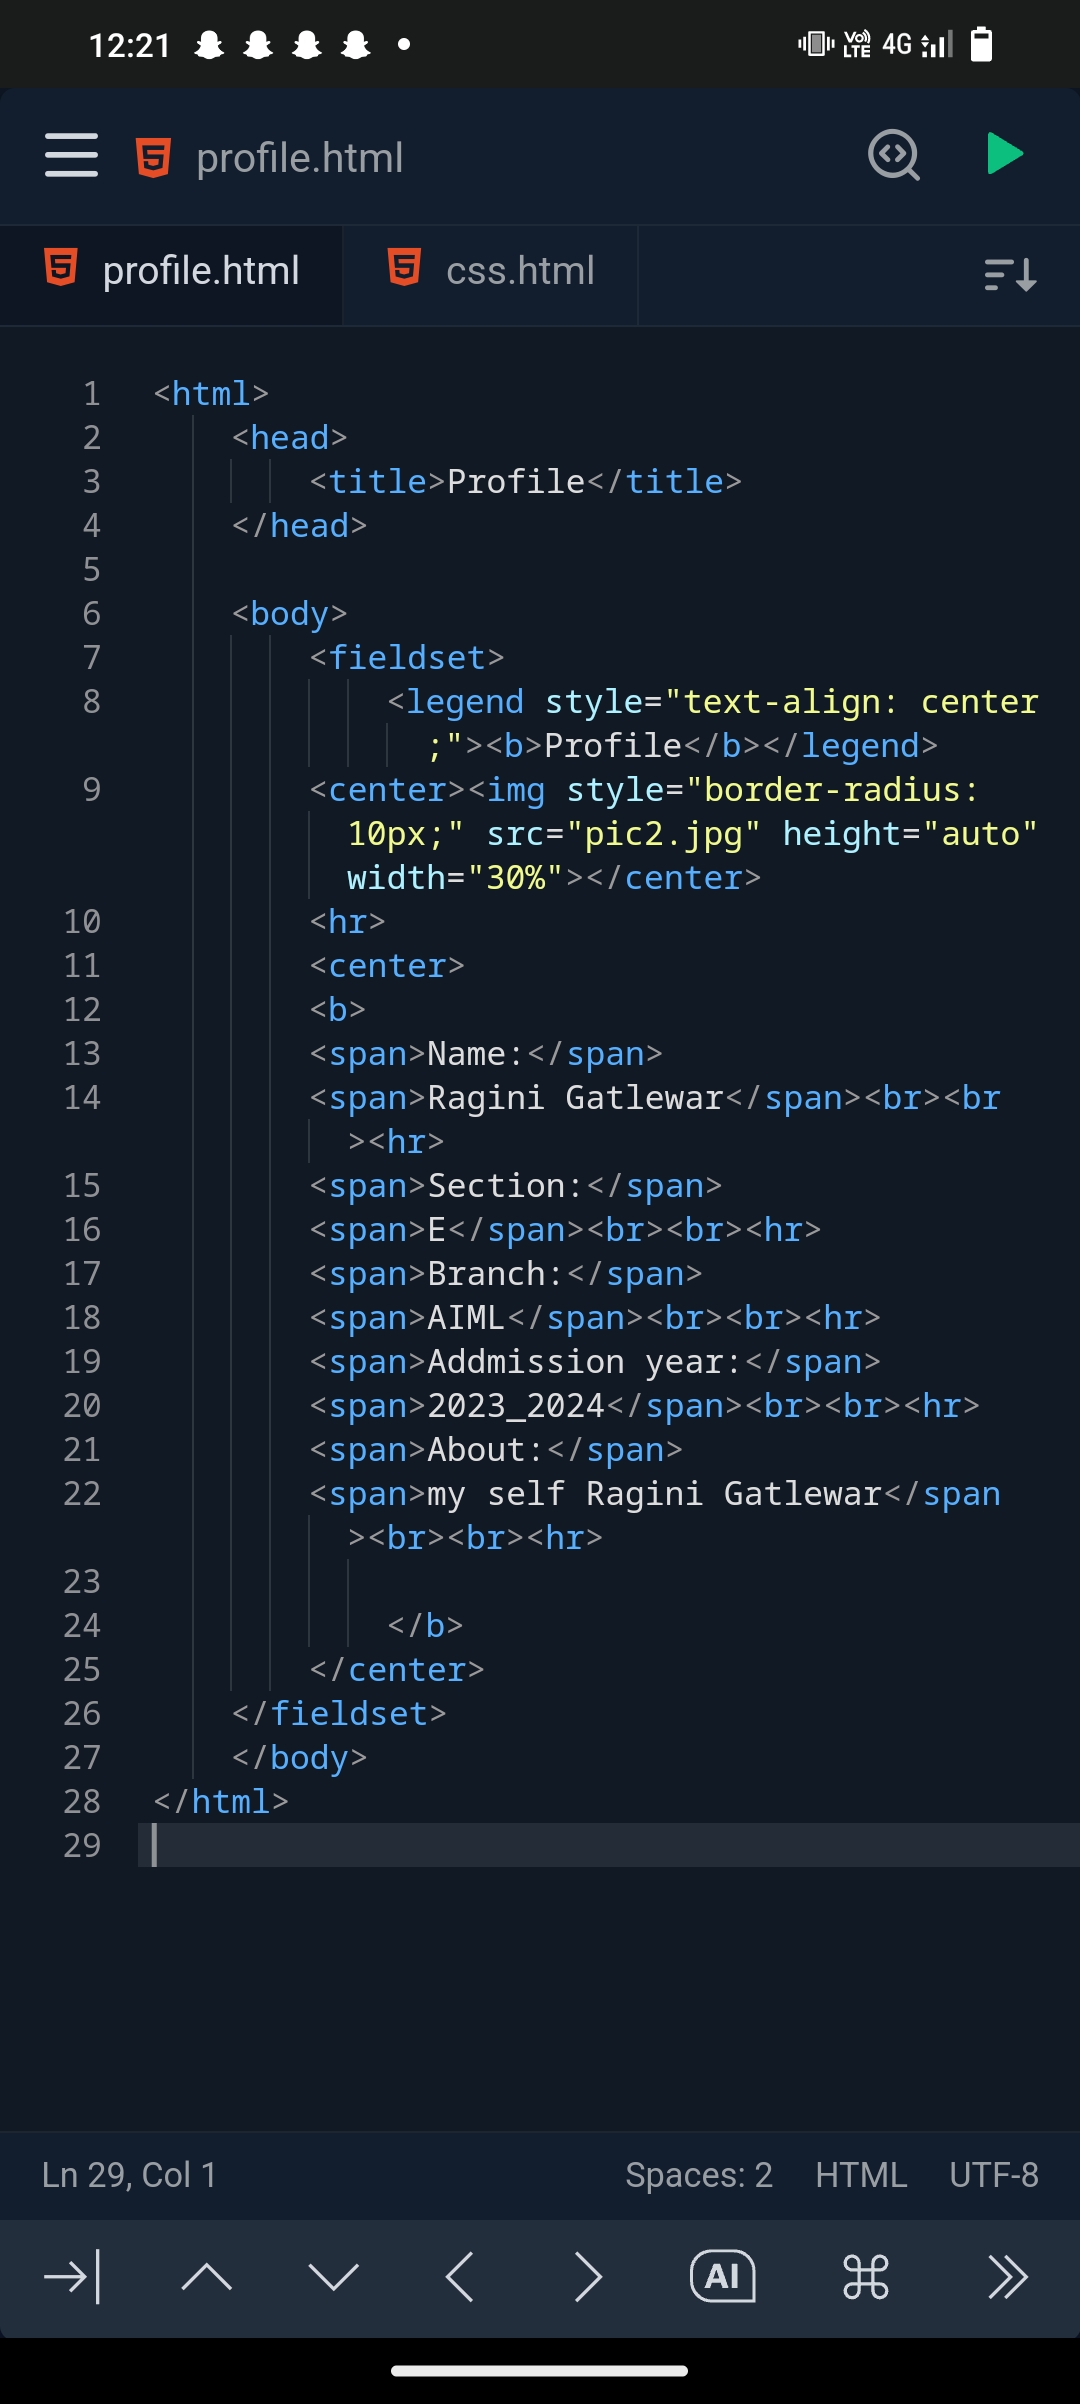 12:21 Vo LTE 4G
profile.html
profile.html css.html
1 <html>
2 <head>
3 <title>Profile</title>
4 </head>
5
6 <body>
7 <fieldset>
8 <legend style="text-align: center
;"><b>Profile</b></legend>
9 <center><img style="border-radius:
10px;" src="pic2.jpg" height="auto"
width="30%"></center>
10 <hr>
11 <center>
12 <b>
13 <span>Name:</span>
14 <span>Ragini Gatlewar</span><br><br
><hr>
15 <span>Section:</span>
16 <span>E</span><br><br><hr>
17 <span>Branch:</span>
18 <span>AIML</span><br><br><hr>
19 <span>Addmission year:</span>
20 <span>2023_2024</span><br><br><hr>
21 <span>About:</span>
22 <span>my self Ragini Gatlewar</span
><br><br><hr>
23
24 </b>
25 </center>
26 </fieldset>
27 </body>
28 </html>
29
Ln 29, Col 1 Spaces: 2 HTML UTF-8
AI